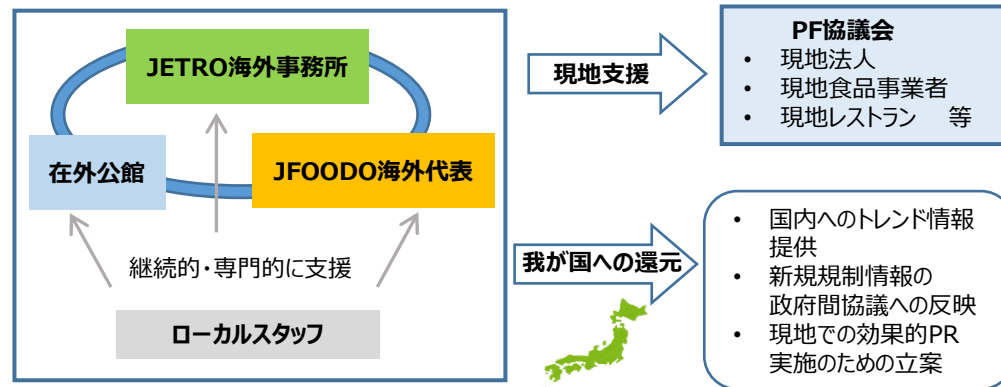 JETRO海外事務所
在外公館
JFOODO海外代表
継続的・専門的に支援
ローカルスタッフ
現地支援
PF協議会
• 現地法人
• 現地食品事業者
• 現地レストラン 等
我が国への還元
• 国内へのトレンド情報
提供
• 新規規制情報の
政府間協議への反映
• 現地での効果的PR
実施のための立案